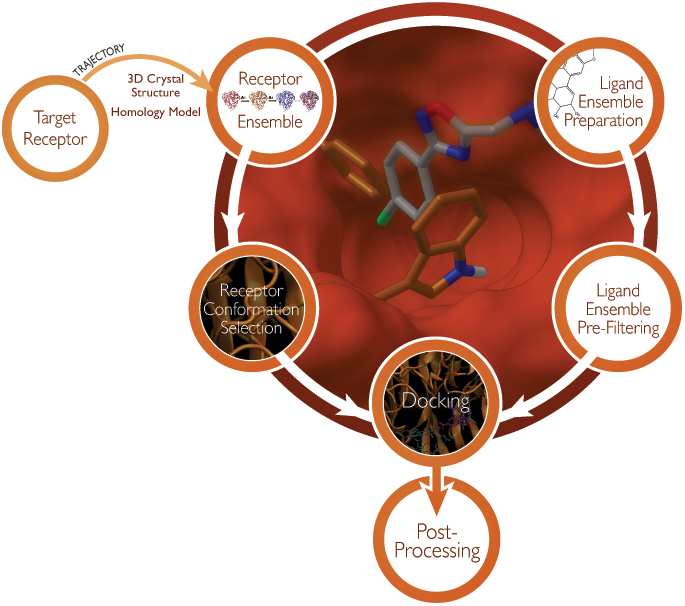 TRAJECTORY
3D Crystal
Structure
Homology Model
Target
Receptor
Receptor
Ensemble
Ligand
Ensemble
Preparation
Receptor
Conformation
Selection
Ligand
Ensemble
Pre-Filtering
Docking
Post-
Processing
N
H